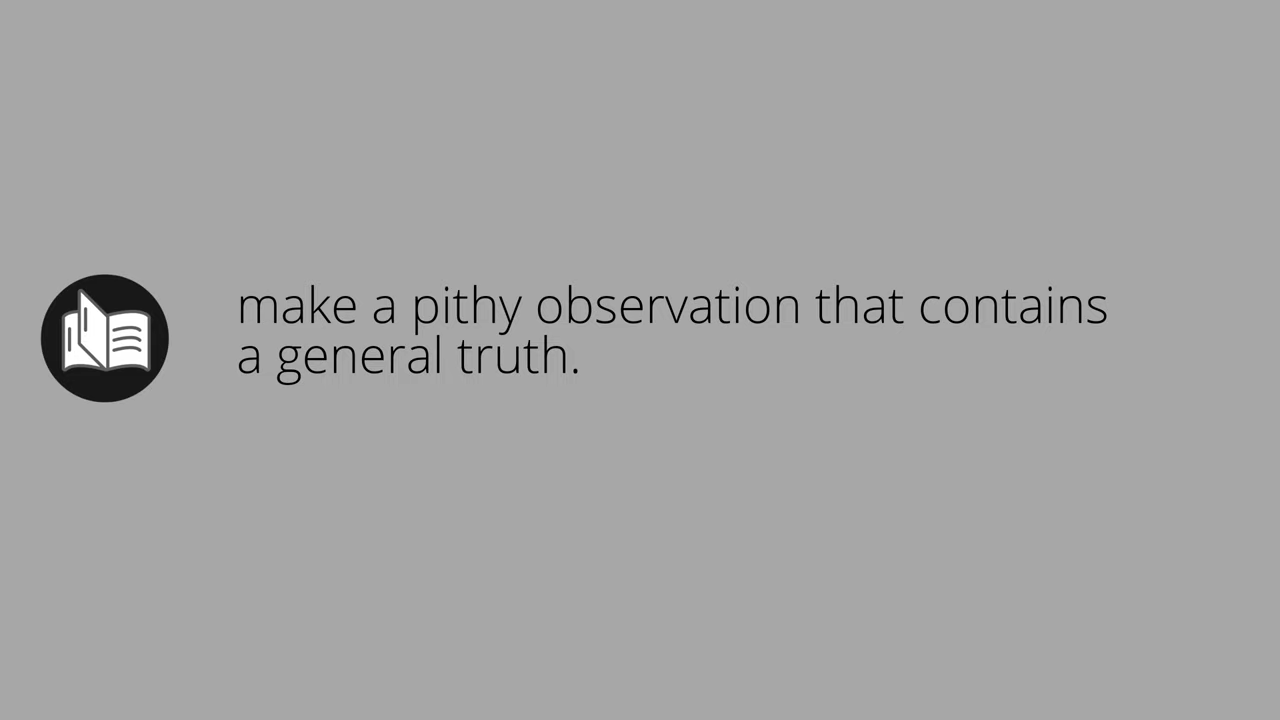 make a pithy observation that contains
a general truth.